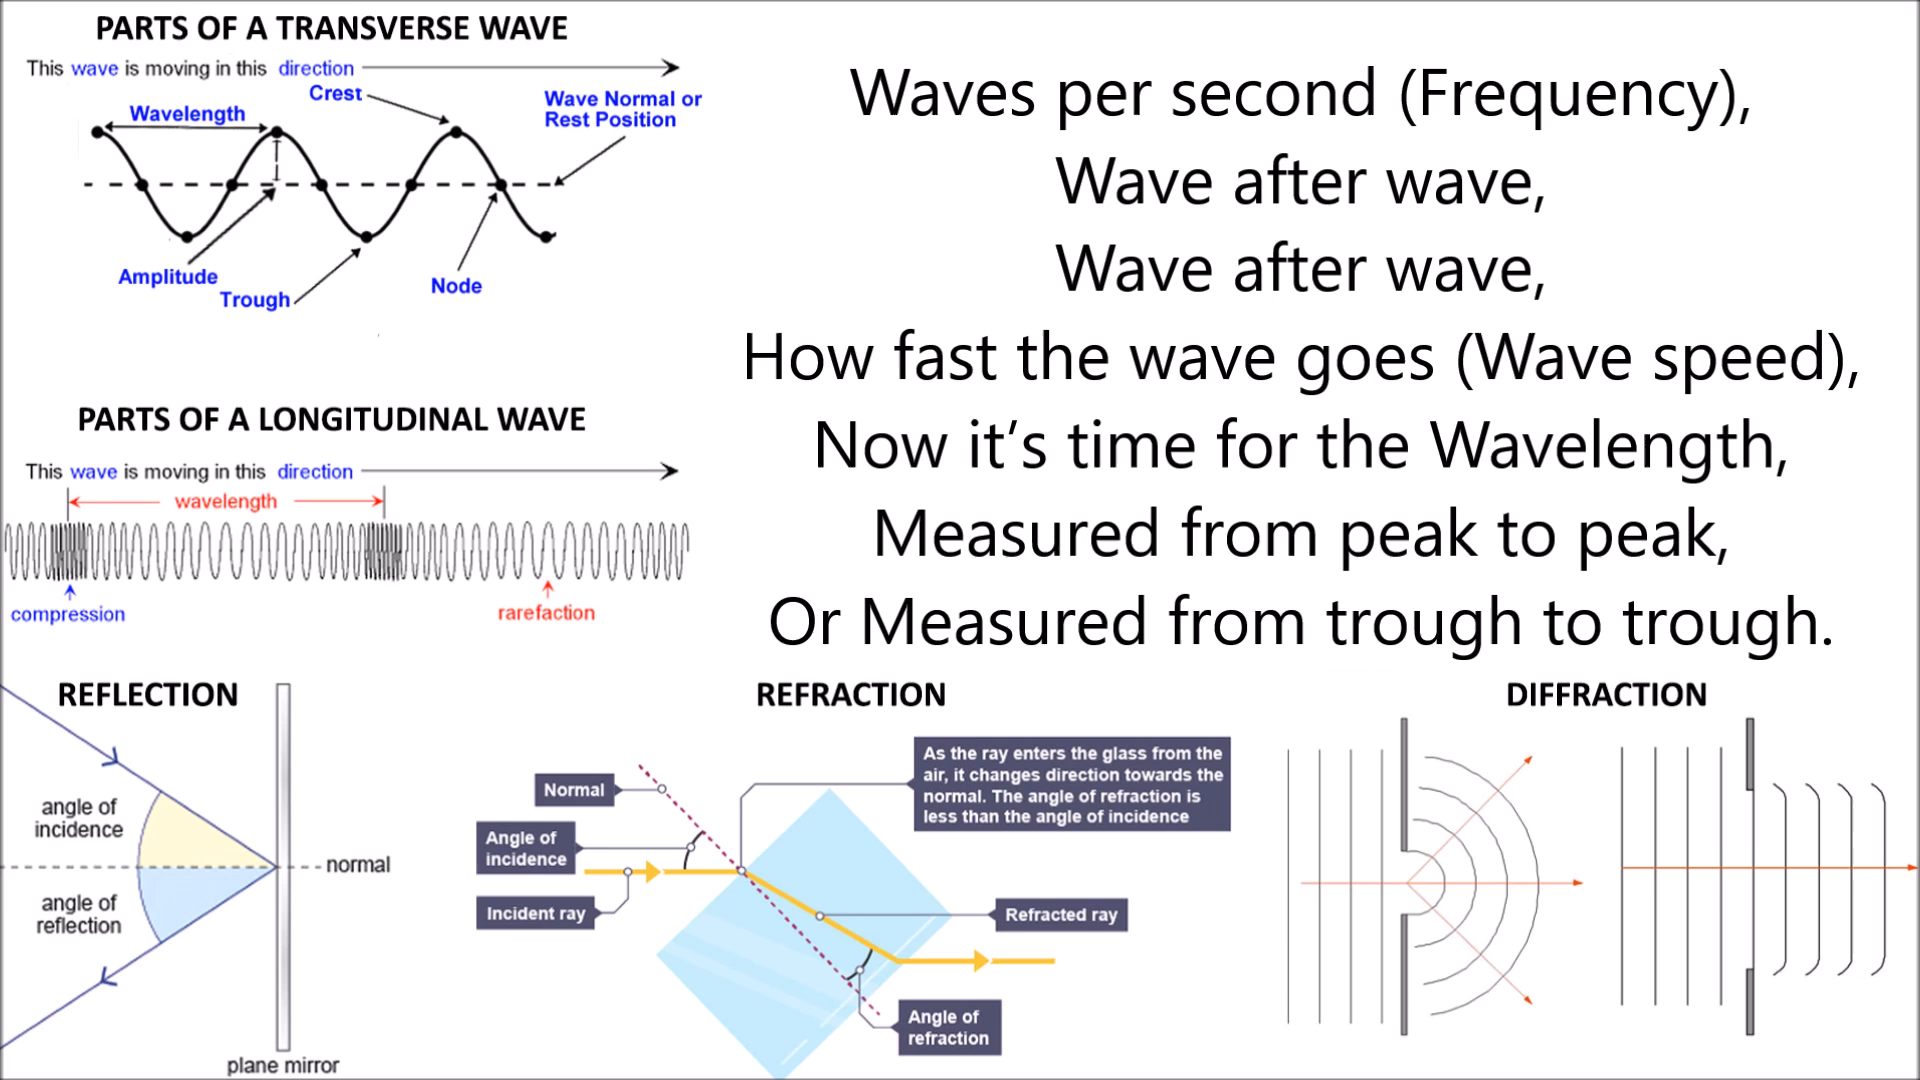 PARTS OF A TRANSVERSE WAVE
This wave is moving in this direction
Crest
Wavelength
Wave Normal or
Rest Position
Amplitude
Trough
Node
Waves per second (Frequency),
Wave after wave,
Wave after wave,
How fast the wave goes (Wave speed),
Now it’s time for the Wavelength,
Measured from peak to peak,
Or Measured from trough to trough.
PARTS OF A LONGITUDINAL WAVE
This wave is moving in this direction
wavelength
compression
rarefaction
REFLECTION
angle of
incidence
normal
angle of
reflection
plane mirror
REFRACTION
As the ray enters the glass from the
air, it changes direction towards the
normal. The angle of refraction is
less than the angle of incidence
Normal
Angle of
incidence
Incident ray
Refracted ray
Angle of
refraction
DIFFRACTION